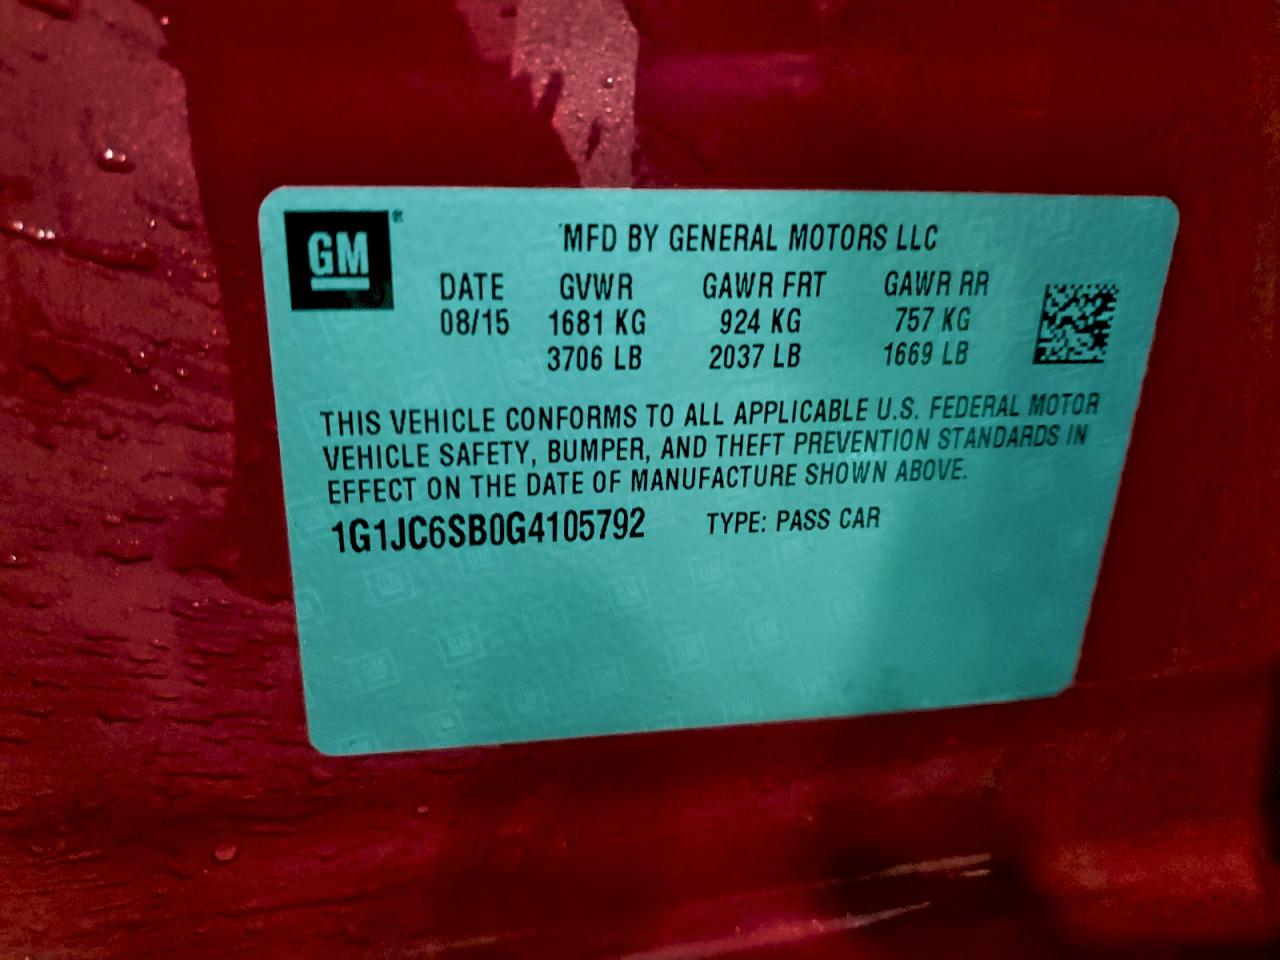 GM®
MFD BY GENERAL MOTORS LLC
DATE GVWR GAWR FRT GAWR RR
08/15 1681 KG 924 KG 757 KG
3706 LB 2037 LB 1669 LB
THIS VEHICLE CONFORMS TO ALL APPLICABLE U.S. FEDERAL MOTOR
VEHICLE SAFETY, BUMPER, AND THEFT PREVENTION STANDARDS IN
EFFECT ON THE DATE OF MANUFACTURE SHOWN ABOVE.
1G1JC6SB0G4105792 TYPE: PASS CAR